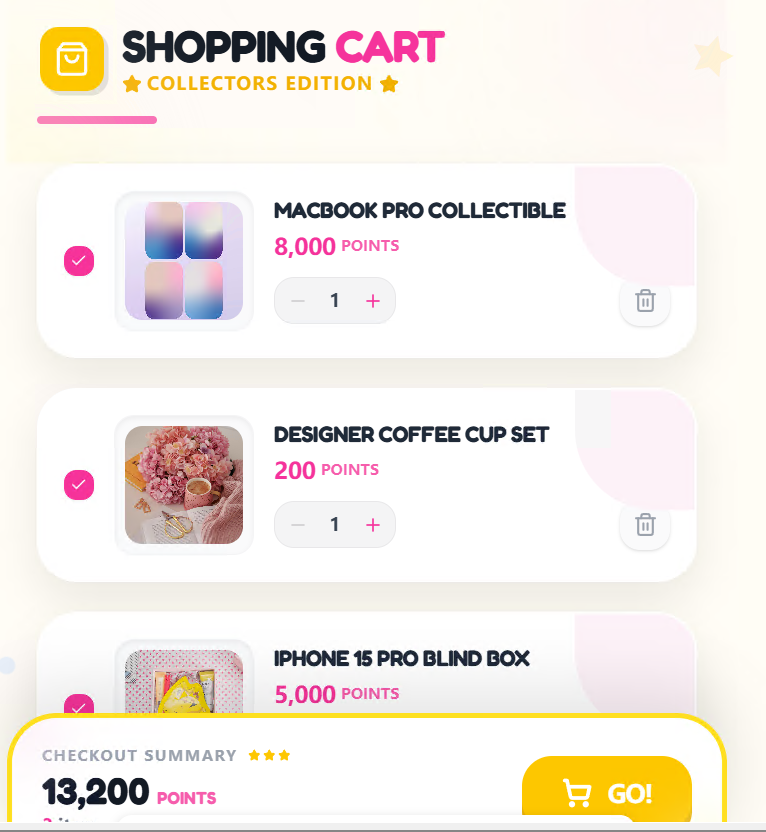 SHOPPING CART
COLLECTORS EDITION
MACBOOK PRO COLLECTIBLE
8,000 POINTS
1
DESIGNER COFFEE CUP SET
200 POINTS
1
IPHONE 15 PRO BLIND BOX
5,000 POINTS
CHECKOUT SUMMARY
13,200 POINTS
GO!